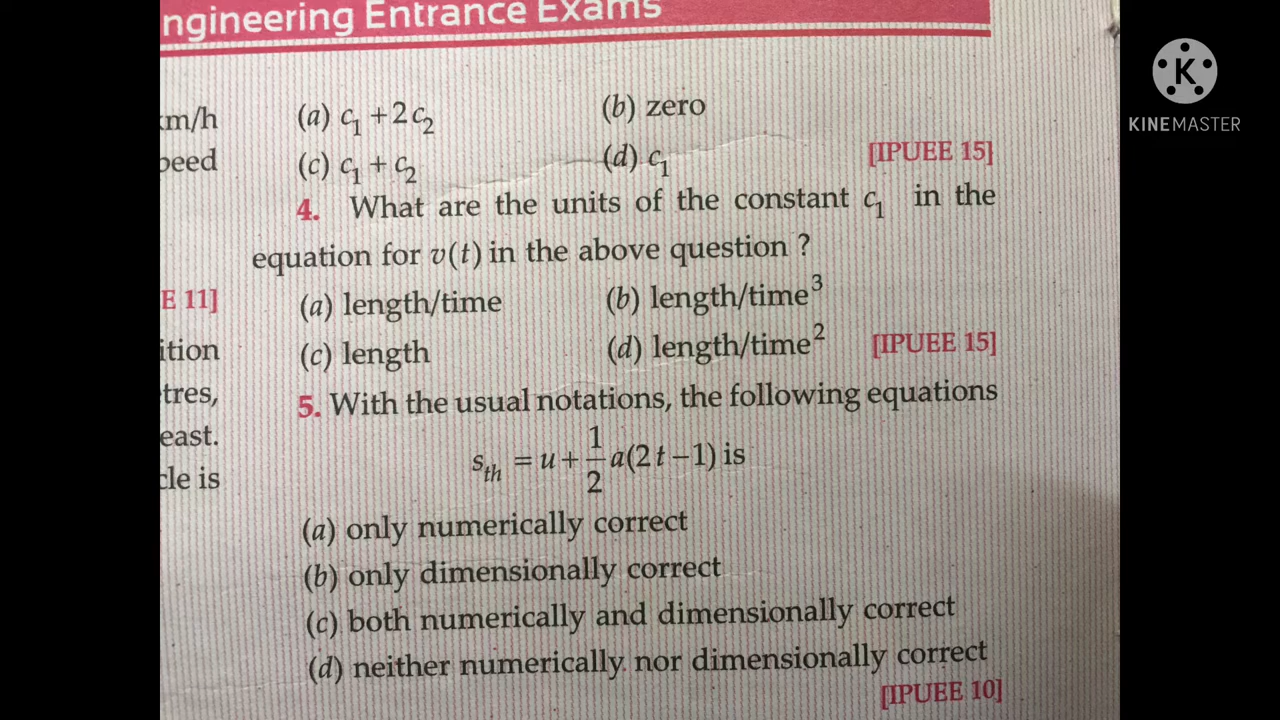 ngineering Entrance Exams
m/h
peed
E 11]
ition
tres,
east.
cle is
(a) c₁ + 2c₂ (b) zero
(c) c₁ + c₂ (d) c₁ [IPUEE 15]
4. What are the units of the constant c₁ in the
equation for v(t) in the above question ?
(a) length/time (b) length/time³
(c) length (d) length/time² [IPUEE 15]
5. With the usual notations, the following equations
s_th = u + 1/2 a(2t – 1) is
(a) only numerically correct
(b) only dimensionally correct
(c) both numerically and dimensionally correct
(d) neither numerically nor dimensionally correct
[IPUEE 10]
K
KINEMASTER